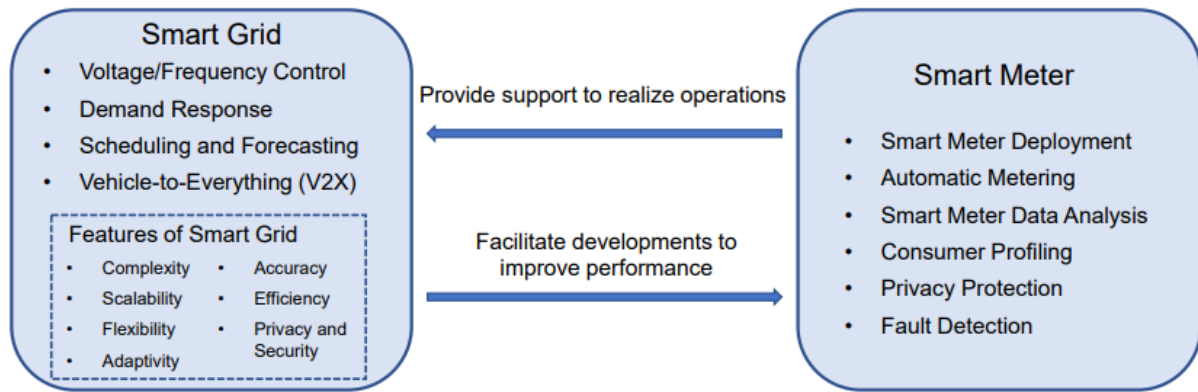 Smart Grid
• Voltage/Frequency Control
• Demand Response
• Scheduling and Forecasting
• Vehicle-to-Everything (V2X)
Features of Smart Grid
• Complexity
• Scalability
• Flexibility
• Adaptivity
• Accuracy
• Efficiency
• Privacy and
Security
Provide support to realize operations
Facilitate developments to
improve performance
Smart Meter
• Smart Meter Deployment
• Automatic Metering
• Smart Meter Data Analysis
• Consumer Profiling
• Privacy Protection
• Fault Detection